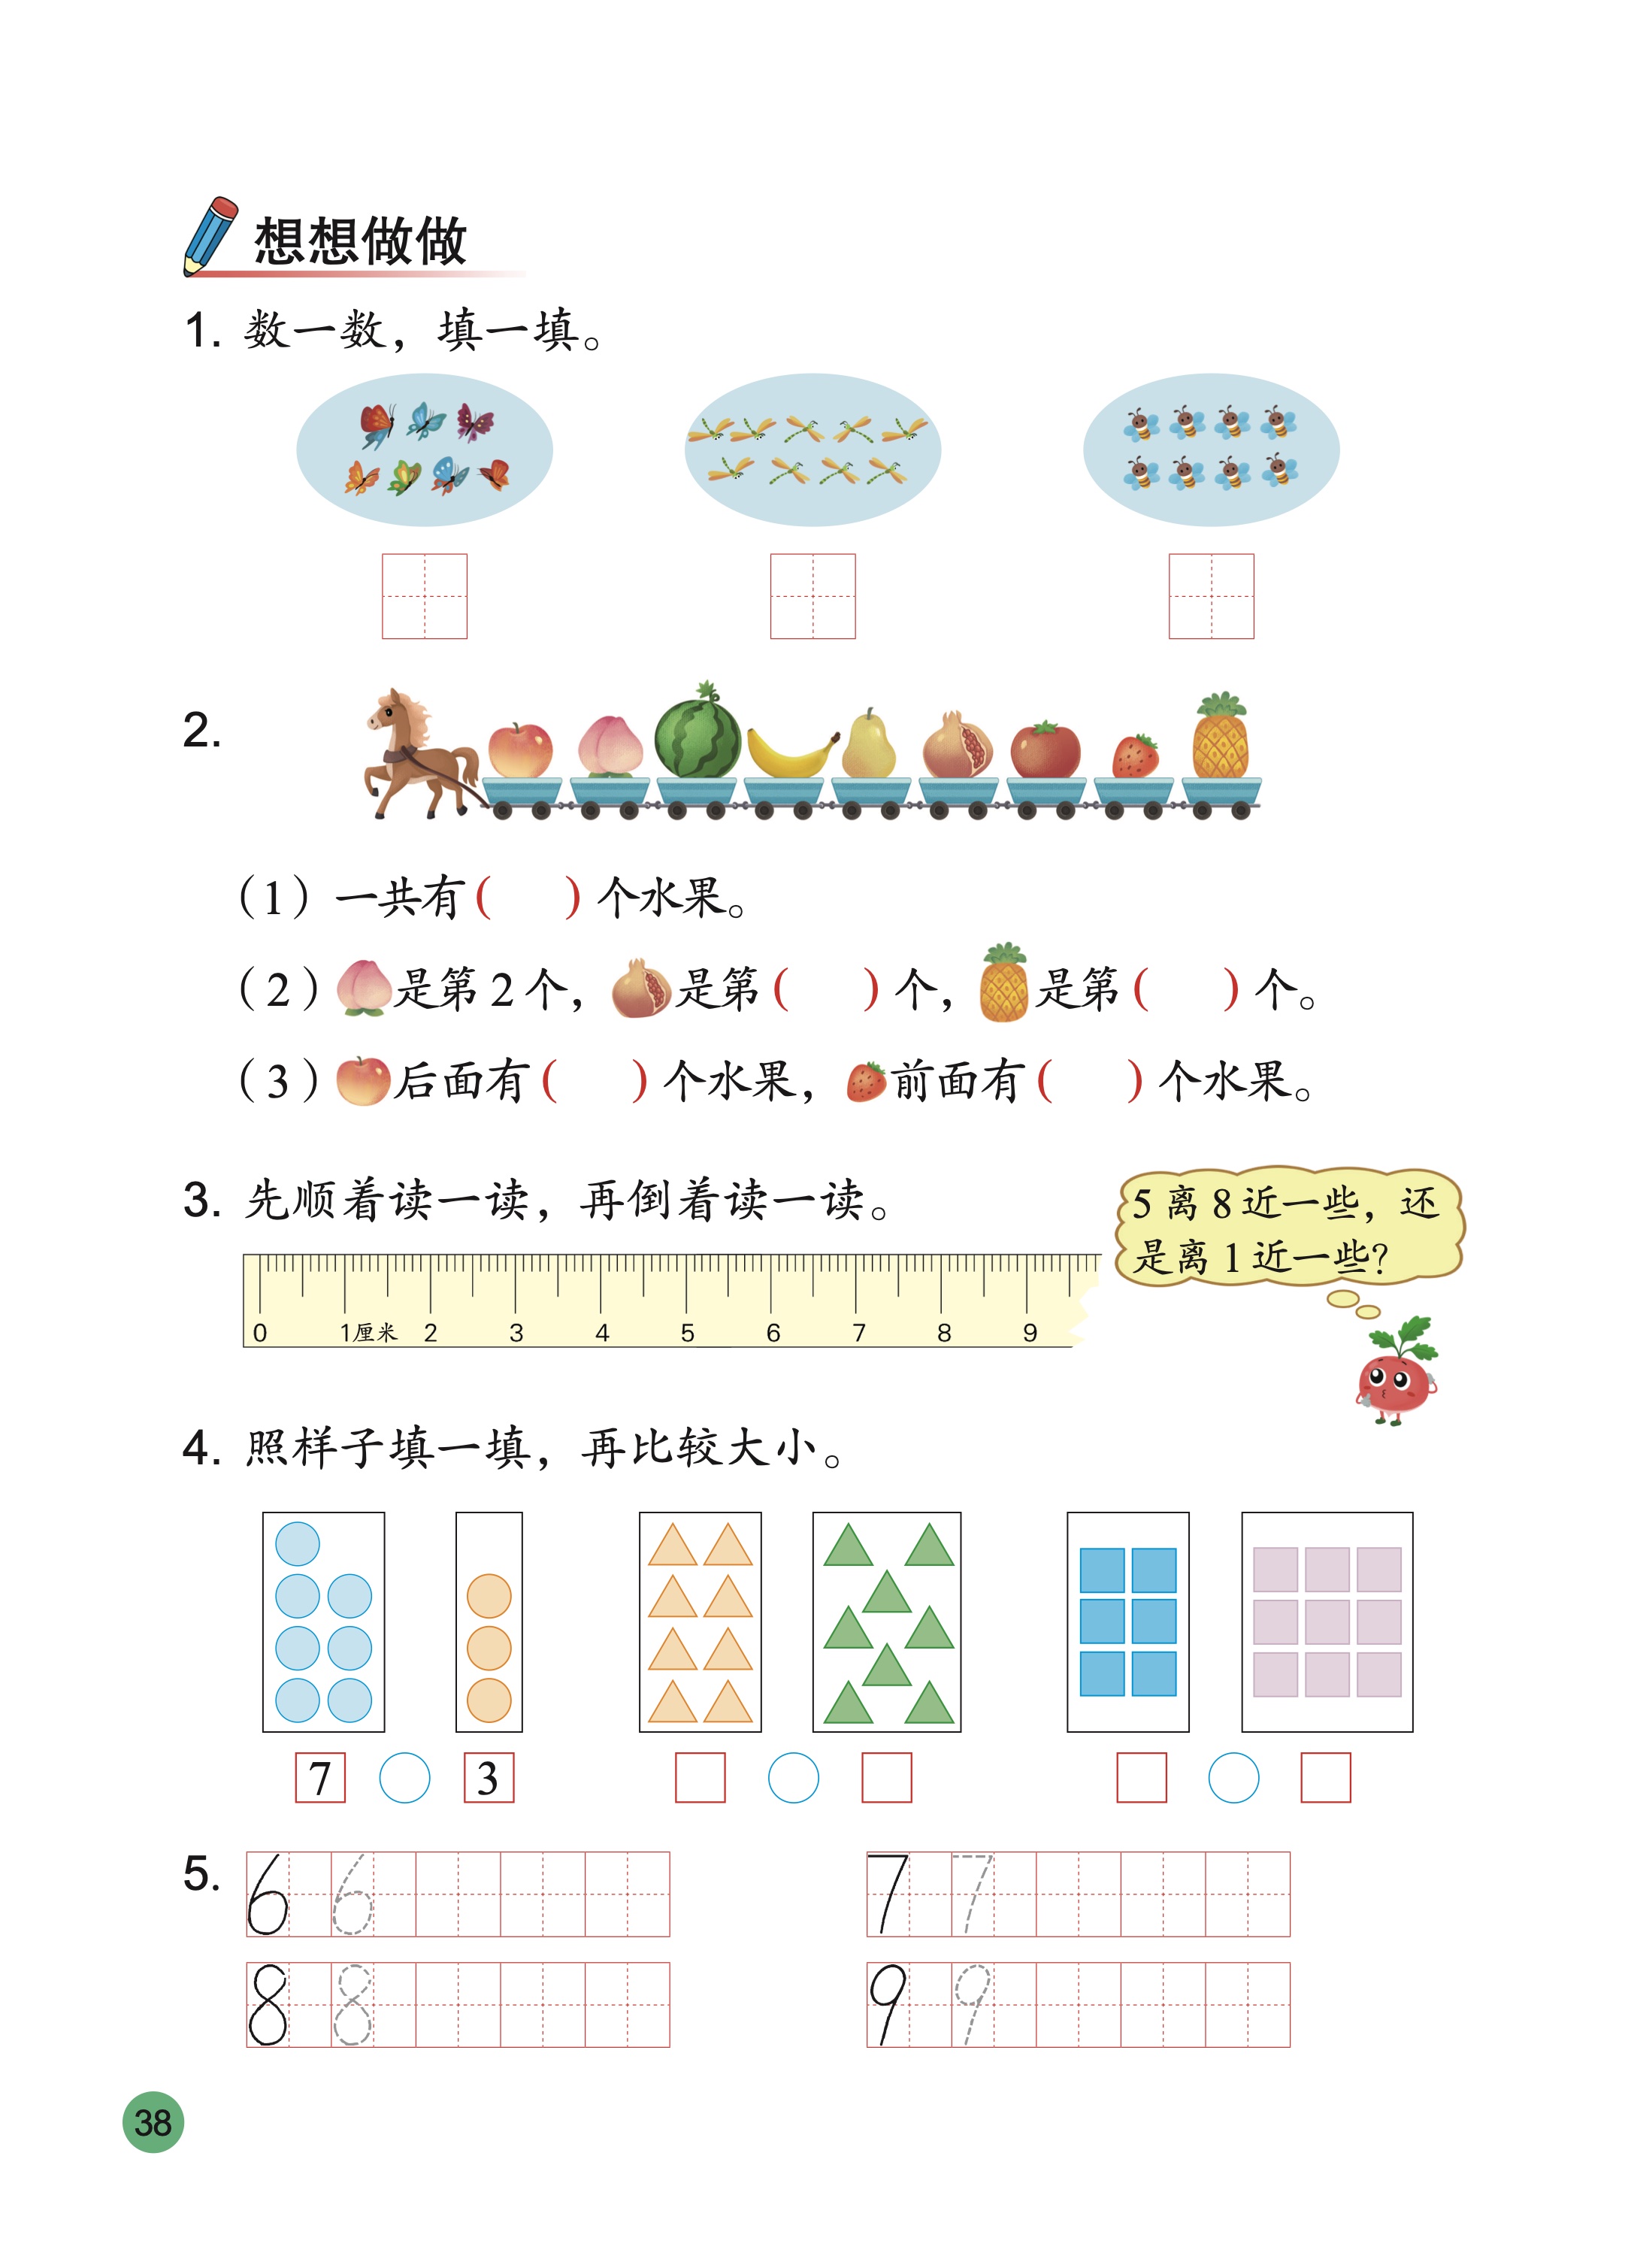 想想做做
1. 数一数，填一填。
2.
（1）一共有(　)个水果。
（2）是第2个，是第(　)个，是第(　)个。
（3）后面有(　)个水果，前面有(　)个水果。
3. 先顺着读一读，再倒着读一读。
5离8近一些，还
是离1近一些？
0 1厘米 2 3 4 5 6 7 8 9
4. 照样子填一填，再比较大小。
7 3
5. 6 6 7 7
8 8 9 9
38